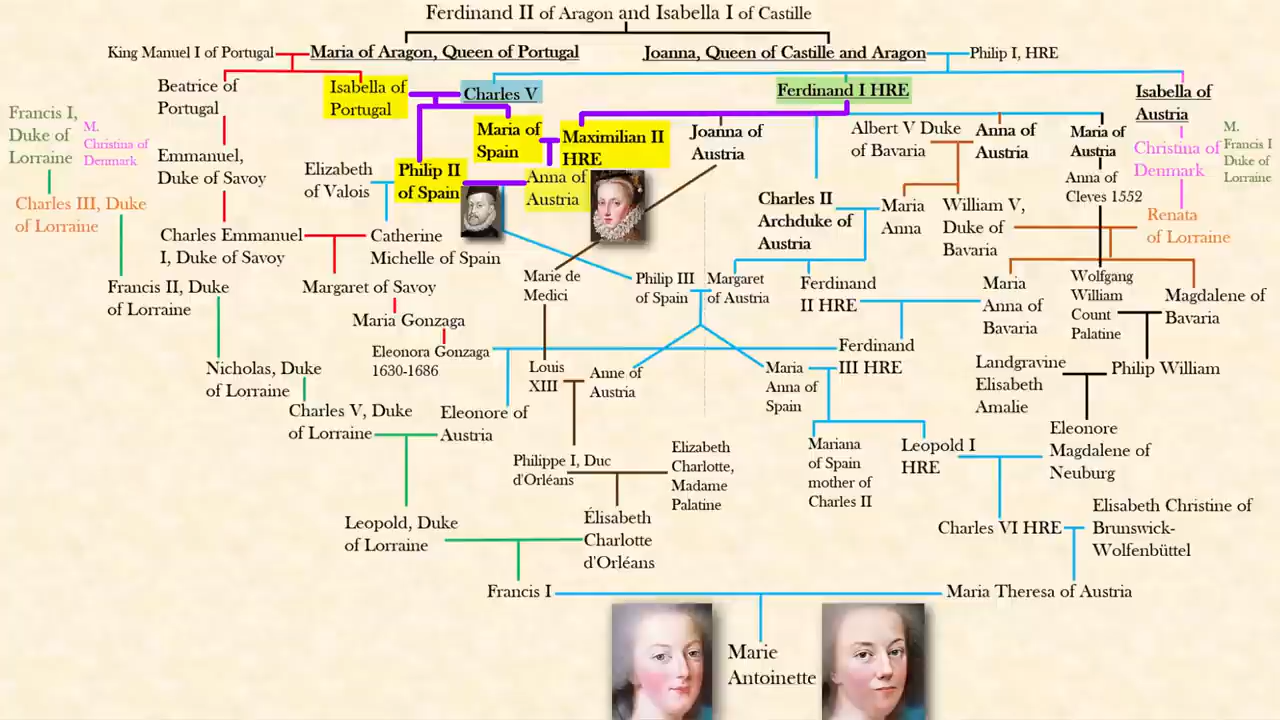 Ferdinand II of Aragon and Isabella I of Castille
King Manuel I of Portugal
Maria of Aragon, Queen of Portugal
Joanna, Queen of Castille and Aragon
Philip I, HRE
Beatrice of
Portugal
Isabella of
Portugal
Charles V
Ferdinand I HRE
Isabella of
Austria
Francis I,
Duke of
Lorraine
M.
Christina of
Denmark
Emmanuel,
Duke of Savoy
Elizabeth
of Valois
Maria of
Spain
Maximilian II
HRE
Philip II
of Spain
Anna of
Austria
Joanna of
Austria
Albert V Duke
of Bavaria
Anna of
Austria
Maria of
Austria
Anna of
Cleves 1552
Christina of
Denmark
M.
Francis I
Duke of
Lorraine
Charles III, Duke
of Lorraine
Charles Emmanuel
I, Duke of Savoy
Catherine
Michelle of Spain
Charles II
Archduke of
Austria
Maria
Anna
William V,
Duke of
Bavaria
Renata
of Lorraine
Francis II, Duke
of Lorraine
Margaret of Savoy
Marie de
Medici
Philip III
of Spain
Margaret
of Austria
Ferdinand
II HRE
Maria
Anna of
Bavaria
Wolfgang
William
Count
Palatine
Magdalene of
Bavaria
Maria Gonzaga
Eleonora Gonzaga
1630-1686
Ferdinand
III HRE
Nicholas, Duke
of Lorraine
Louis
XIII
Anne of
Austria
Maria
Anna of
Spain
Landgravine
Elisabeth
Amalie
Philip William
Charles V, Duke
of Lorraine
Eleonore of
Austria
Philippe I, Duc
d'Orléans
Elizabeth
Charlotte,
Madame
Palatine
Mariana
of Spain
mother of
Charles II
Leopold I
HRE
Eleonore
Magdalene of
Neuburg
Leopold, Duke
of Lorraine
Élisabeth
Charlotte
d'Orléans
Charles VI HRE
Elisabeth Christine of
Brunswick-
Wolfenbüttel
Francis I
Maria Theresa of Austria
Marie
Antoinette